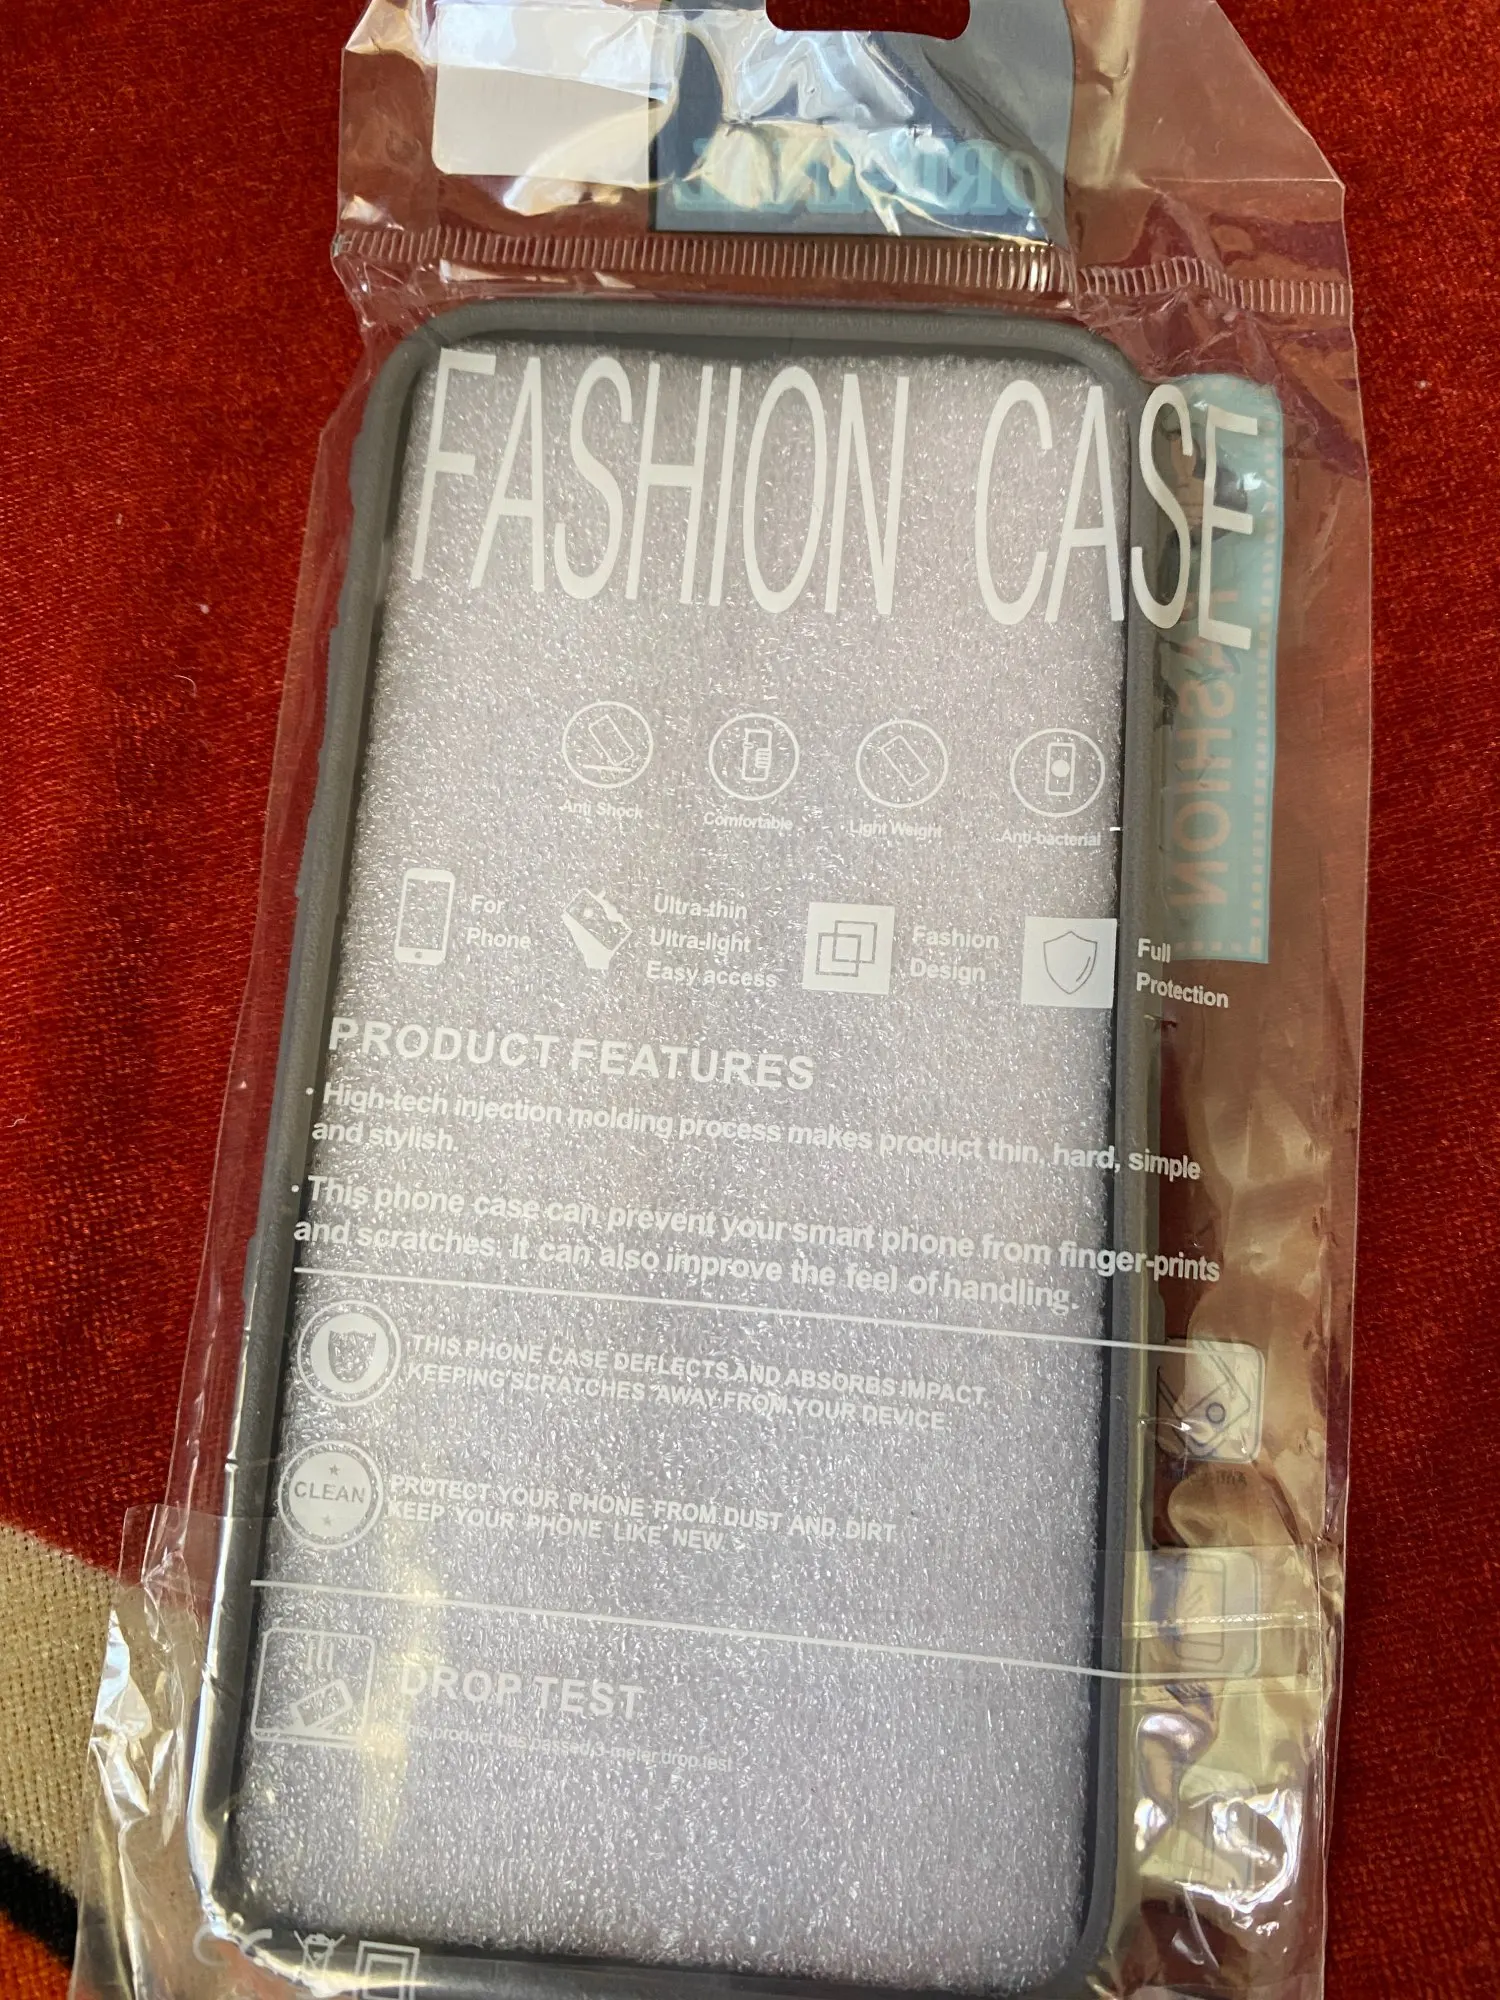 ORIGINAL
FASHION CASE
FASHION
Anti Shock
Comfortable
Light Weight
Anti-bacterial
For
Phone
Ultra-thin
Ultra-light
Easy access
Fashion
Design
Full
Protection
PRODUCT FEATURES
· High-tech injection molding process makes product thin, hard, simple
and stylish.
· This phone case can prevent your smart phone from finger-prints
and scratches. It can also improve the feel of handling.
THIS PHONE CASE DEFLECTS AND ABSORBS IMPACT
KEEPING SCRATCHES AWAY FROM YOUR DEVICE.
CLEAN
PROTECT YOUR PHONE FROM DUST AND DIRT
KEEP YOUR PHONE LIKE NEW.
DROP TEST
This product has passed 3-meter drop test
CE